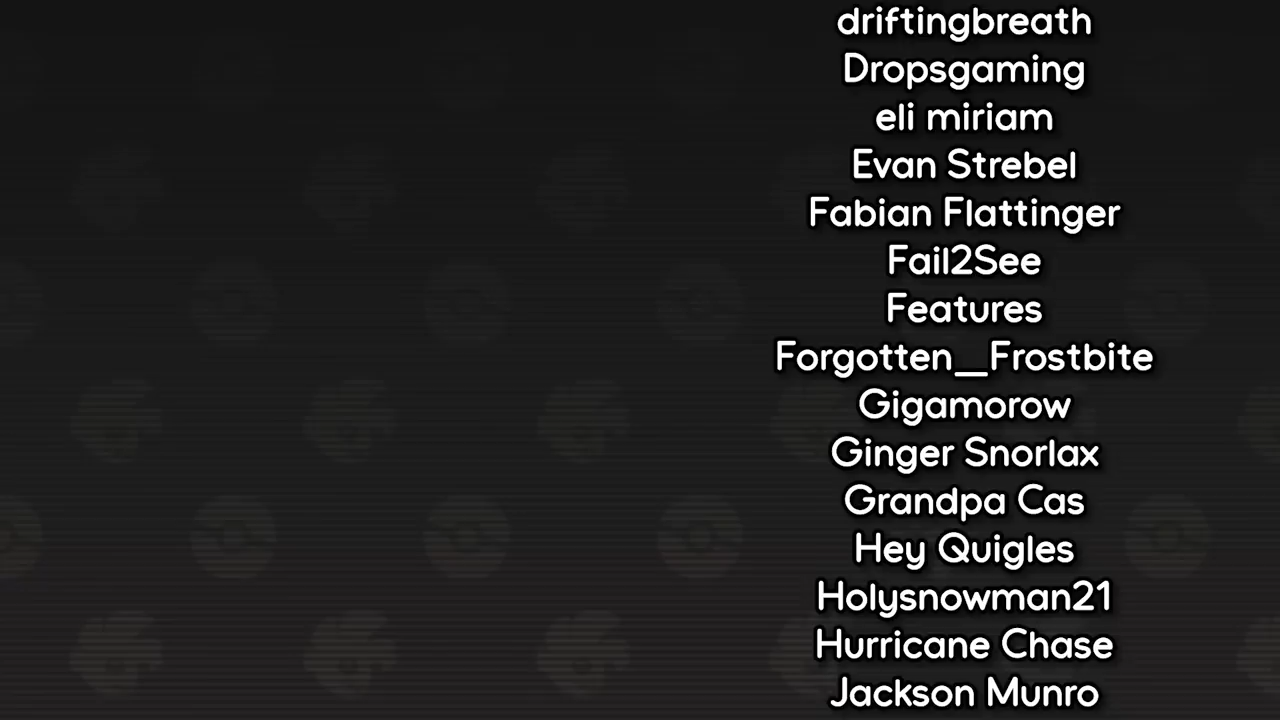 driftingbreath
Dropsgaming
eli miriam
Evan Strebel
Fabian Flattinger
Fail2See
Features
Forgotten_Frostbite
Gigamorow
Ginger Snorlax
Grandpa Cas
Hey Quigles
Holysnowman21
Hurricane Chase
Jackson Munro